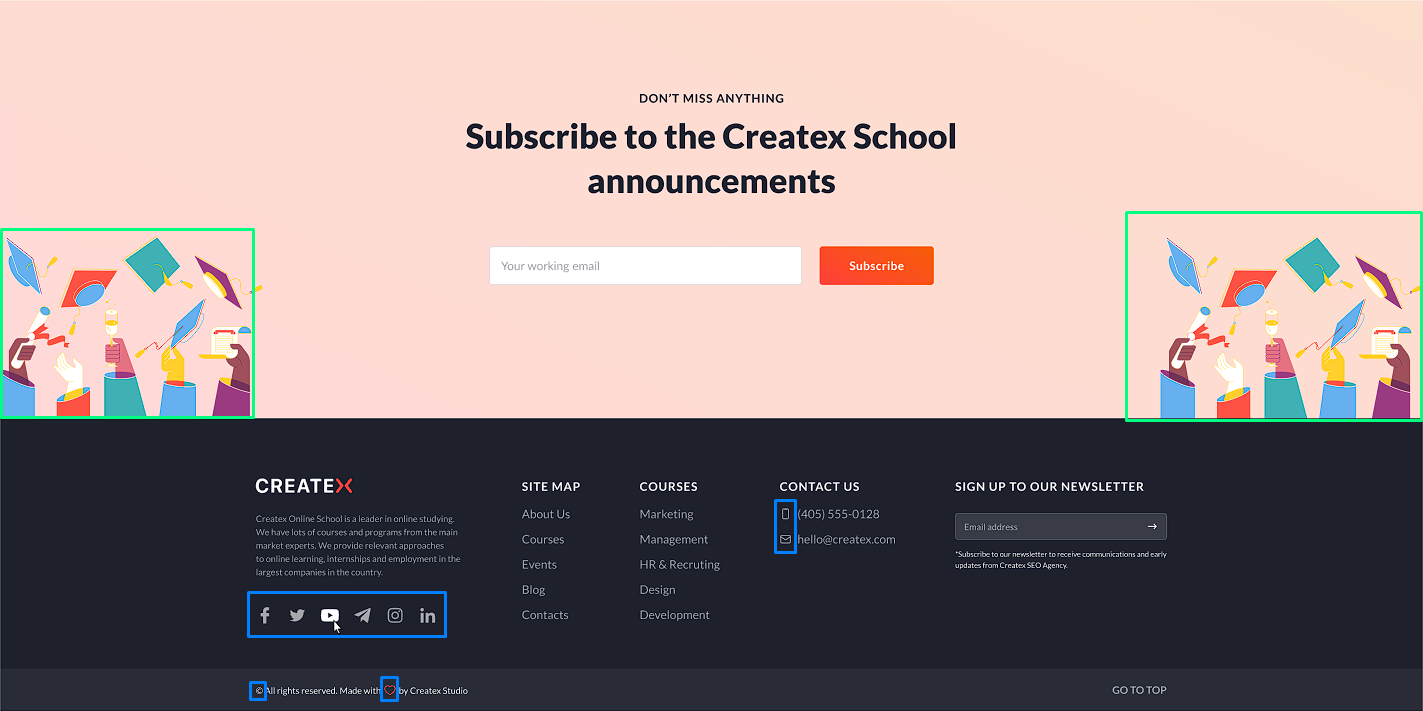 DON'T MISS ANYTHING
Subscribe to the Createx School
announcements
Your working email
Subscribe
CREATEX
Createx Online School is a leader in online studying.
We have lots of courses and programs from the main
market experts. We provide relevant approaches
to online learning, internships and employment in the
largest companies in the country.
SITE MAP
About Us
Courses
Events
Blog
Contacts
COURSES
Marketing
Management
HR & Recruting
Design
Development
CONTACT US
(405) 555-0128
hello@createx.com
SIGN UP TO OUR NEWSLETTER
Email address →
*Subscribe to our newsletter to receive communications and early
updates from Createx SEO Agency.
© All rights reserved. Made with by Createx Studio
GO TO TOP